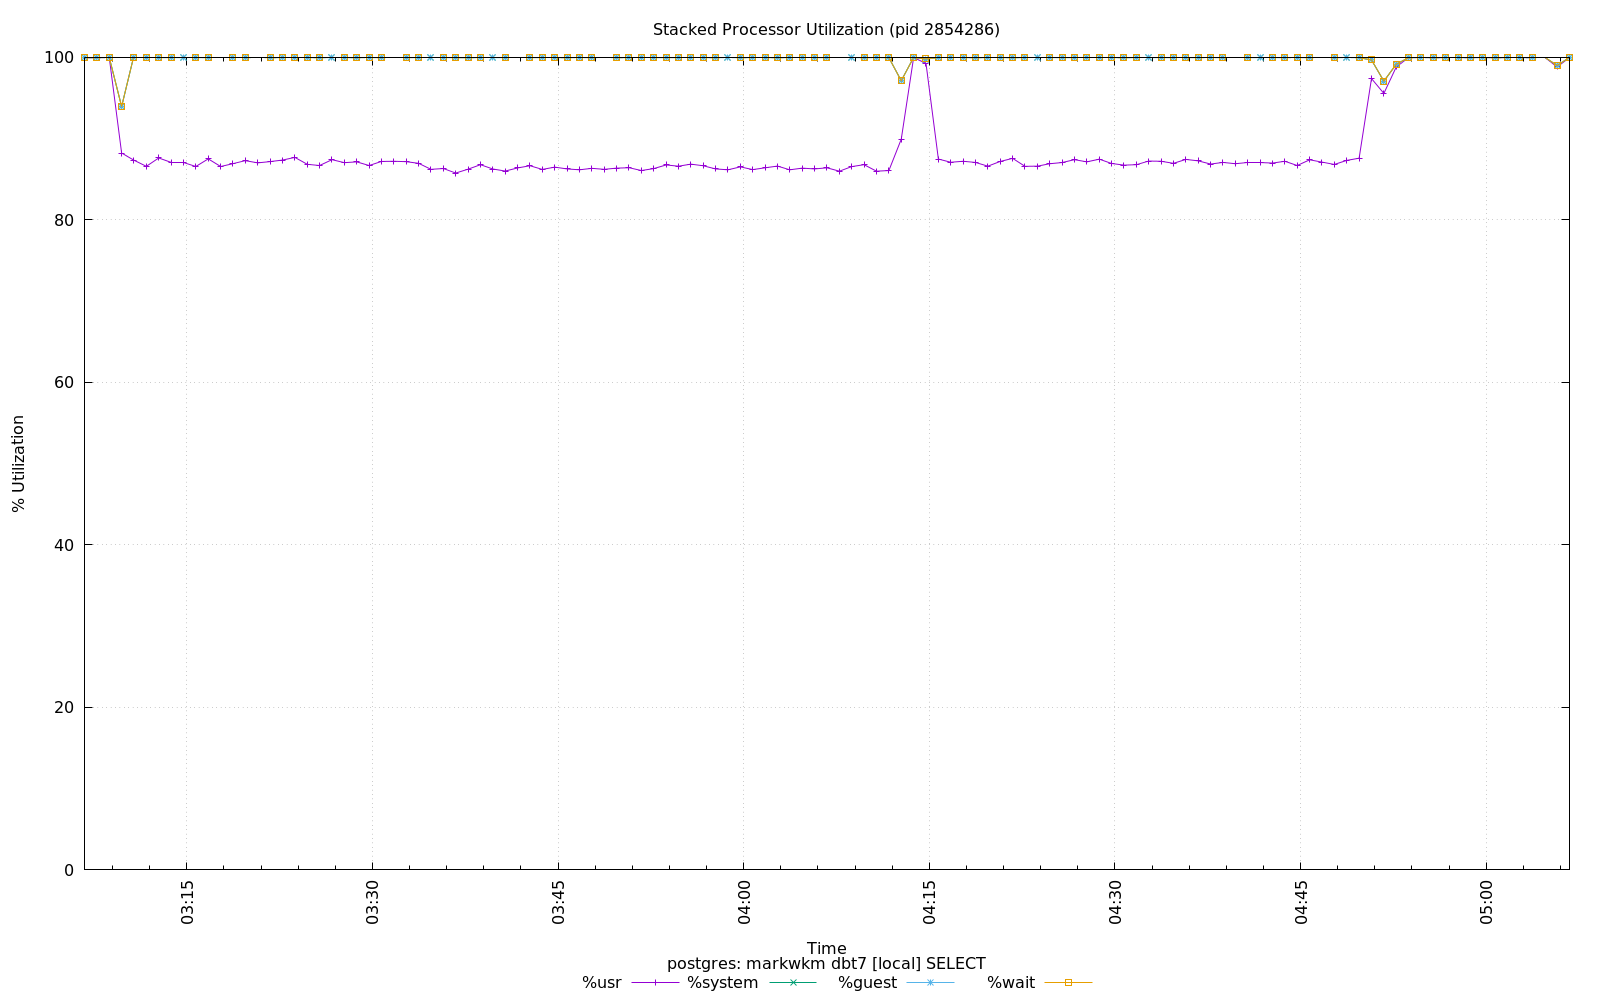 Stacked Processor Utilization (pid 2854286)
100
80
60
40
20
0
% Utilization
03:15
03:30
03:45
04:00
04:15
04:30
04:45
05:00
Time
postgres: markwkm dbt7 [local] SELECT
%usr %system %guest %wait